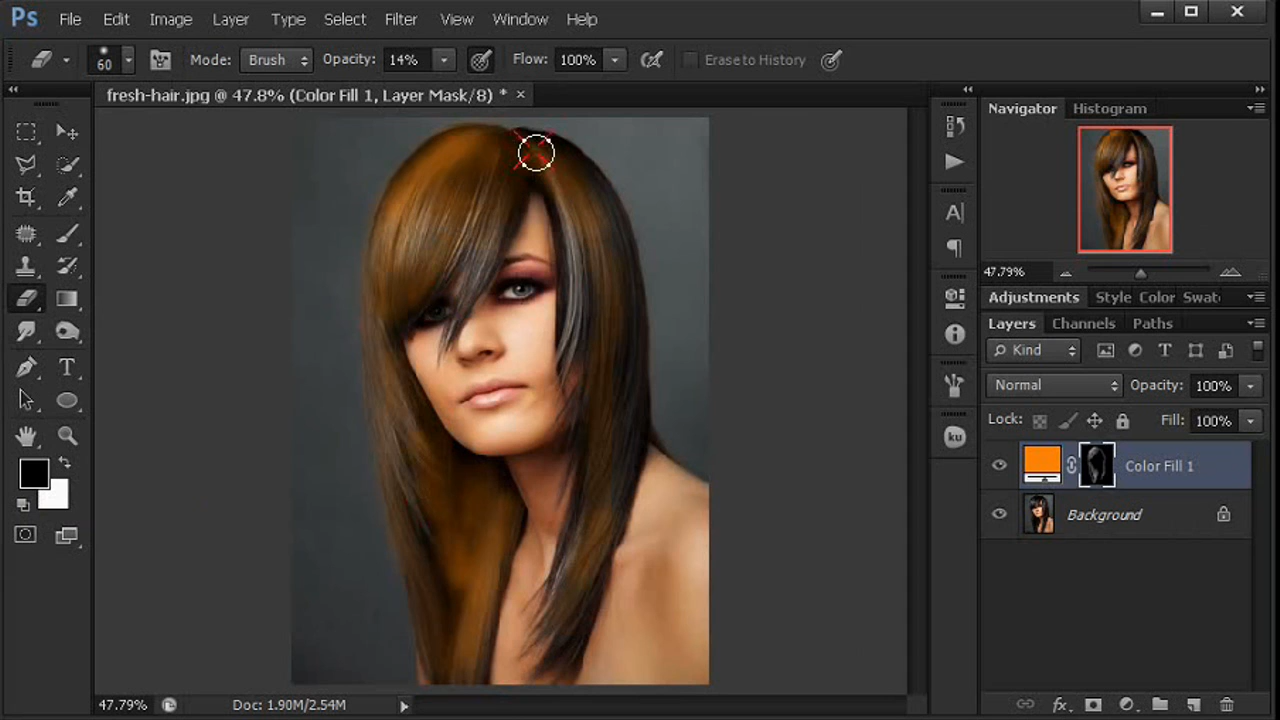 Ps File Edit Image Layer Type Select Filter View Window Help
60 Mode: Brush Opacity: 14% Flow: 100% Erase to History
fresh-hair.jpg @ 47.8% (Color Fill 1, Layer Mask/8) * ×
Navigator Histogram
47.79%
Adjustments Style Color Swat
Layers Channels Paths
Kind T
Normal Opacity: 100%
Lock: Fill: 100%
ku
Color Fill 1
Background
47.79% Doc: 1.90M/2.54M
fx